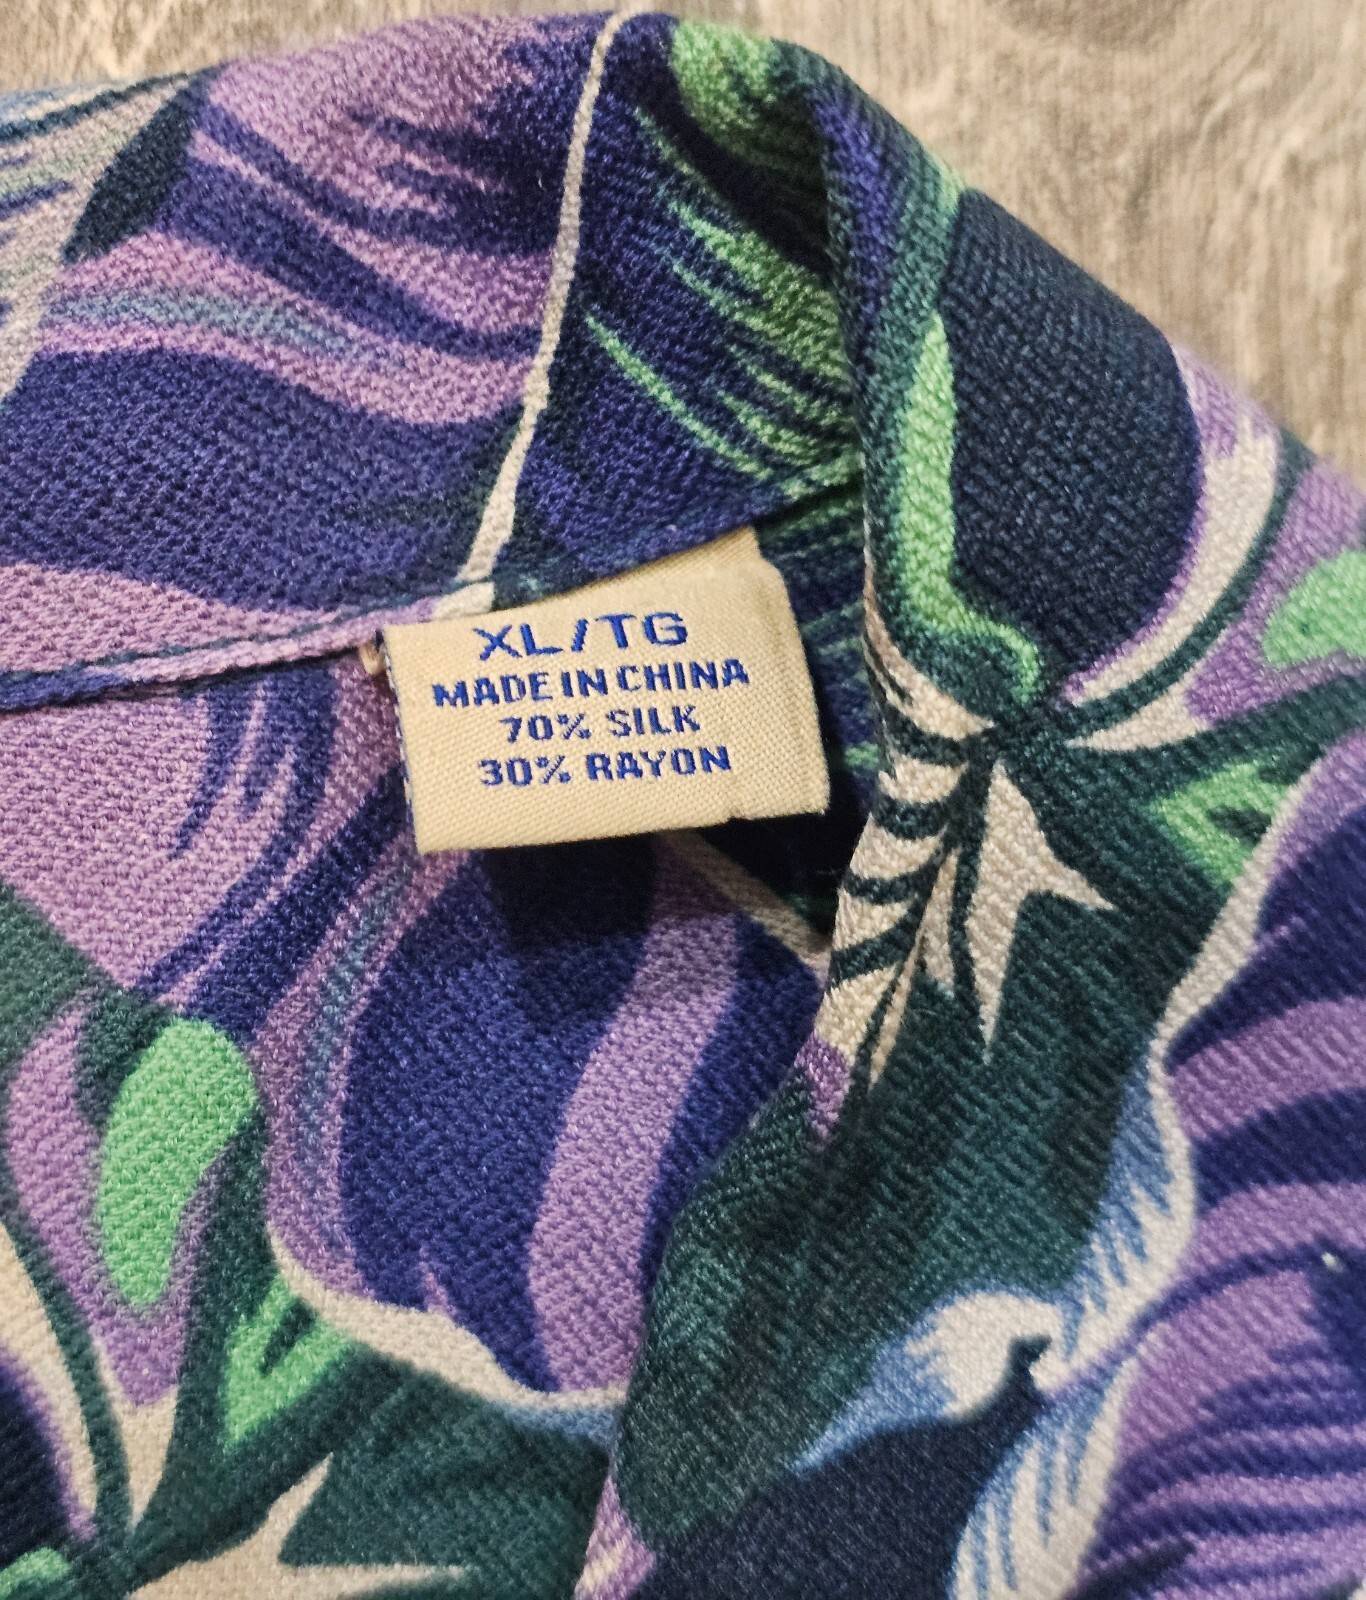 XL/TG
MADE IN CHINA
70% SILK
30% RAYON